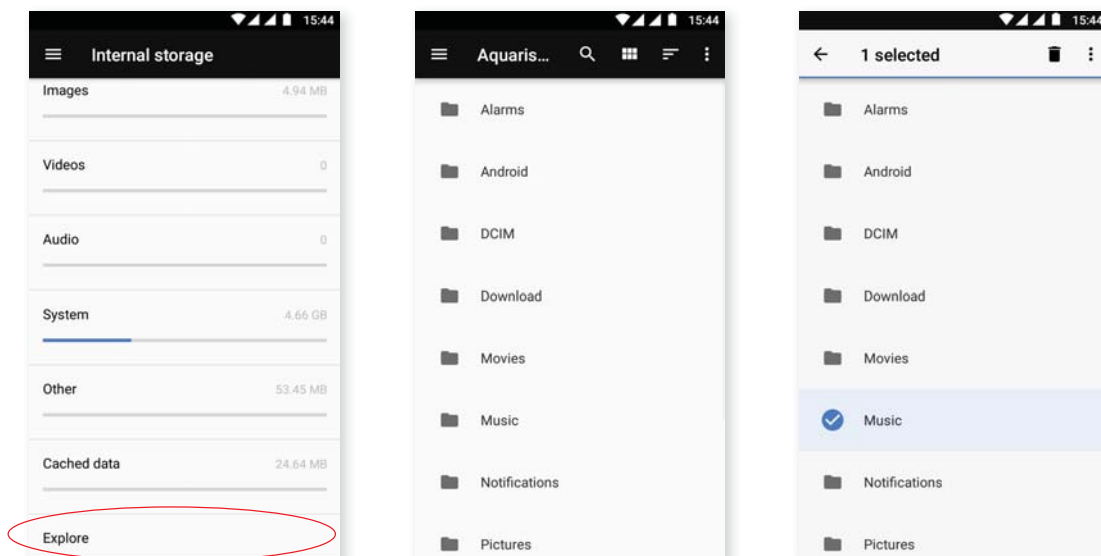 15:44
Internal storage
Images 4.94 MB
Videos 0
Audio 0
System 4.66 GB
Other 53.45 MB
Cached data 24.64 MB
Explore
15:44
Aquaris...
Alarms
Android
DCIM
Download
Movies
Music
Notifications
Pictures
15:44
1 selected
Alarms
Android
DCIM
Download
Movies
Music
Notifications
Pictures